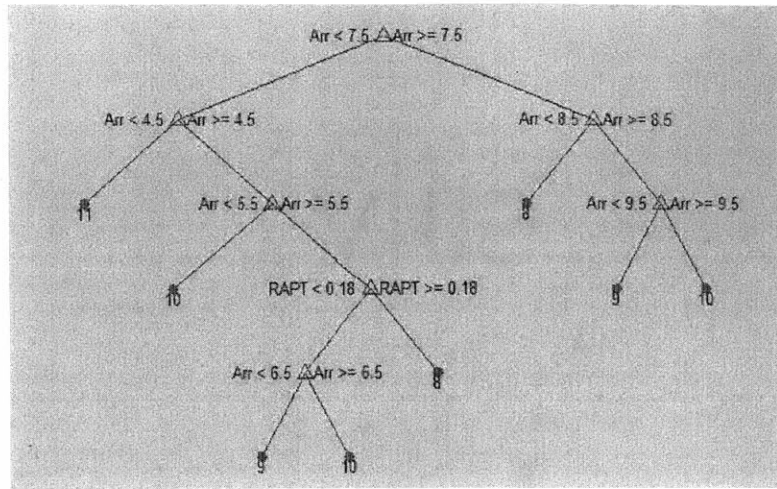 Arr < 7.5 Arr >= 7.5
Arr < 4.5 Arr >= 4.5 Arr < 8.5 Arr >= 8.5
11 Arr < 5.5 Arr >= 5.5 8 Arr < 9.5 Arr >= 9.5
10 RAPT < 0.18 RAPT >= 0.18 9 10
Arr < 6.5 Arr >= 6.5 8
9 10